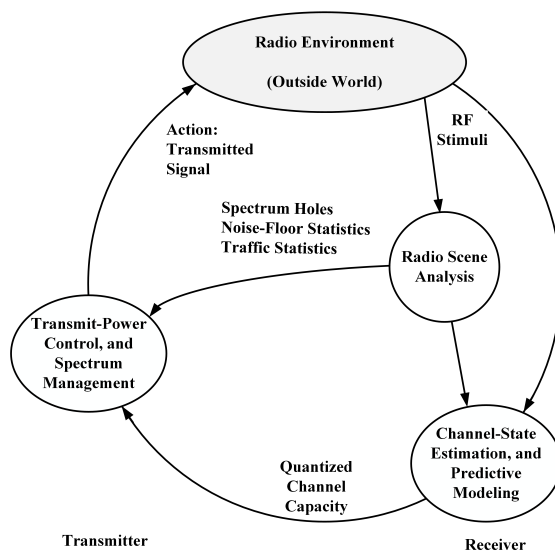 Radio Environment
(Outside World)
Action:
Transmitted
Signal
RF
Stimuli
Spectrum Holes
Noise-Floor Statistics
Traffic Statistics
Radio Scene
Analysis
Transmit-Power
Control, and
Spectrum
Management
Channel-State
Estimation, and
Predictive
Modeling
Quantized
Channel
Capacity
Transmitter
Receiver